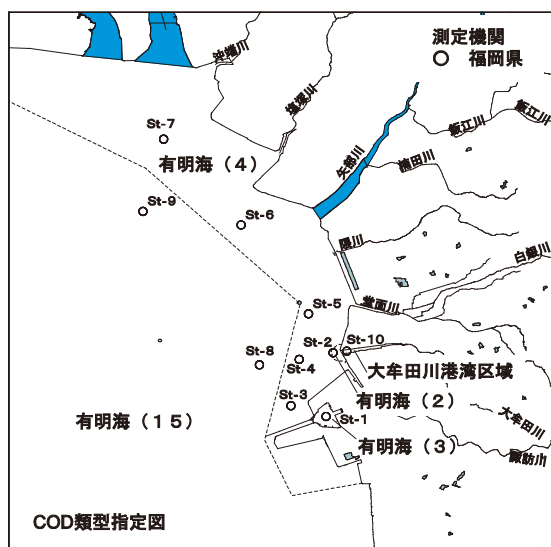 測定機関
○ 福岡県
沖端川
塩塚川
飯江川
飯江川
St-7
有明海（4）
矢部川
楠田川
St-9
St-6
隈川
白銀川
堂面川
St-5
St-2
St-10
St-8
St-4
大牟田川港湾区域
St-3
有明海（2）
St-1
大牟田川
有明海（15）
有明海（3）
諏訪川
COD類型指定図